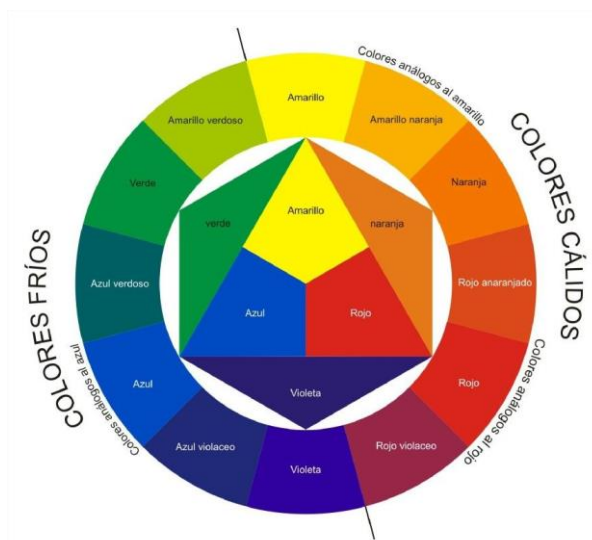 Colores análogos al amarillo
COLORES CÁLIDOS
Colores análogos al rojo
COLORES FRÍOS
Colores análogos al azul
Amarillo
Amarillo naranja
Naranja
Rojo anaranjado
Rojo
Rojo violaceo
Violeta
Azul violaceo
Azul
Azul verdoso
Verde
Amarillo verdoso
Amarillo
verde
naranja
Azul
Rojo
Violeta